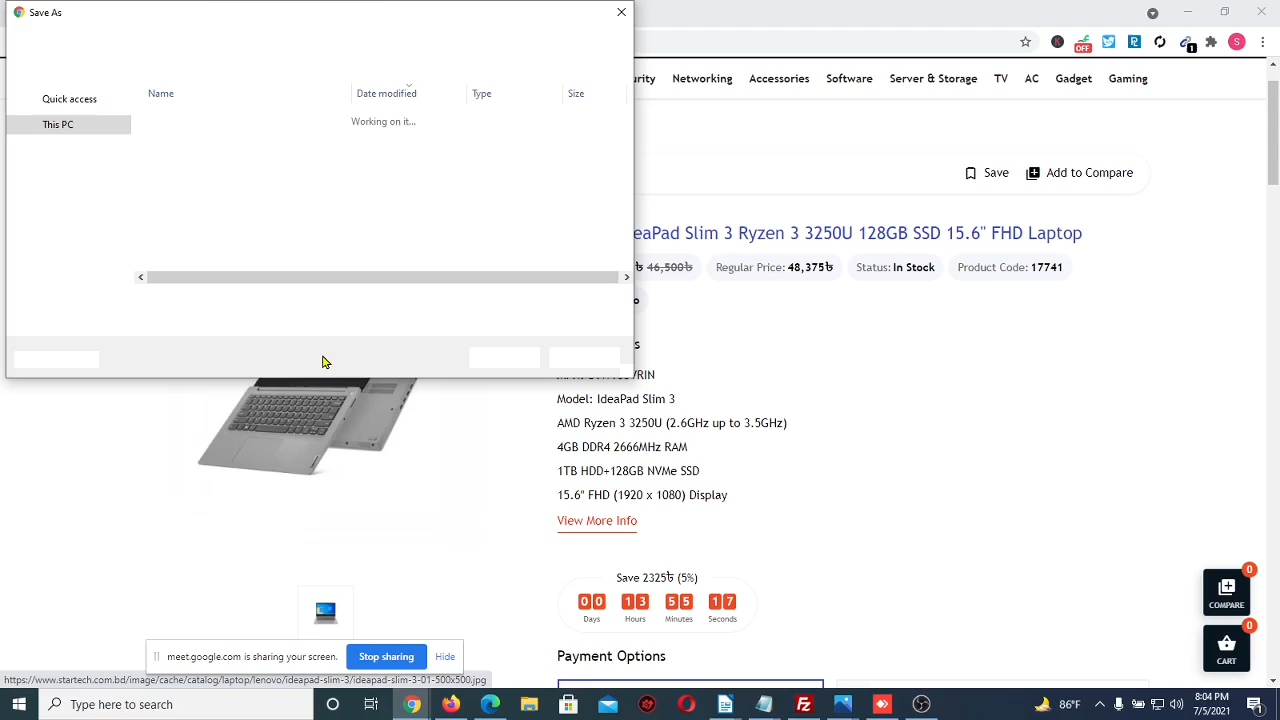 Save As
Quick access
This PC
Name
Date modified
Type
Size
Working on it...
OFF
1
S
Networking
Accessories
Software
Server & Storage
TV
AC
Gadget
Gaming
Save
Add to Compare
eaPad Slim 3 Ryzen 3 3250U 128GB SSD 15.6" FHD Laptop
৳ 46,500৳
Regular Price: 48,375৳
Status: In Stock
Product Code: 17741
Model: IdeaPad Slim 3
AMD Ryzen 3 3250U (2.6GHz up to 3.5GHz)
4GB DDR4 2666MHz RAM
1TB HDD+128GB NVMe SSD
15.6" FHD (1920 x 1080) Display
View More Info
Save 2325৳ (5%)
00 13 55 17
Days Hours Minutes Seconds
Payment Options
0
COMPARE
0
CART
meet.google.com is sharing your screen.
Stop sharing
Hide
https://www.startech.com.bd/image/cache/catalog/laptop/lenovo/ideapad-slim-3/ideapad-slim-3-01-500x500.jpg
Type here to search
86°F
8:04 PM
7/5/2021